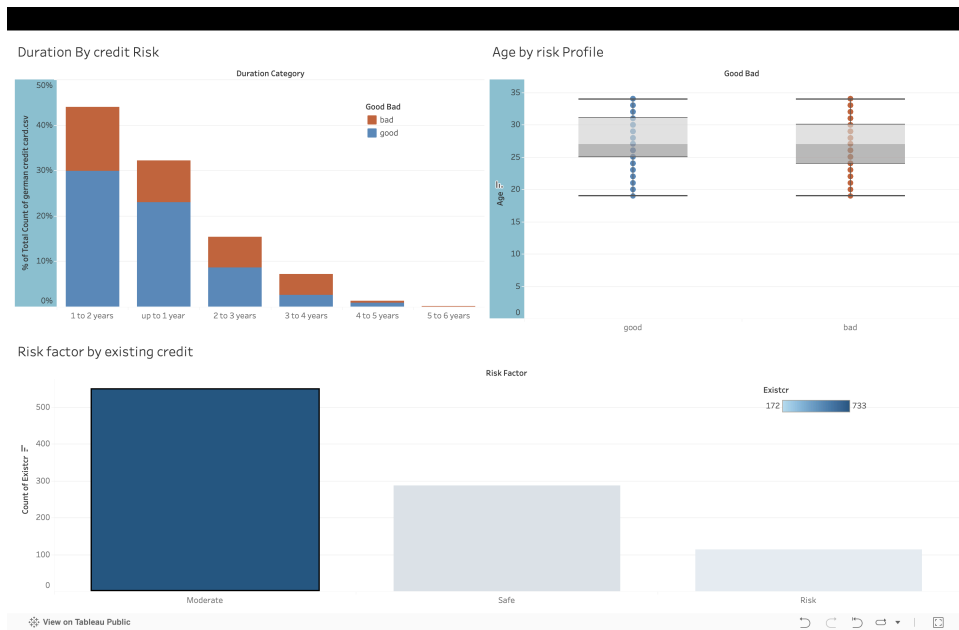 Duration By credit Risk
Duration Category
% of Total Count of german credit card.csv
50%
40%
30%
20%
10%
0%
Good Bad
bad
good
1 to 2 years
up to 1 year
2 to 3 years
3 to 4 years
4 to 5 years
5 to 6 years
Age by risk Profile
Good Bad
Age
35
30
25
20
15
10
5
0
good
bad
Risk factor by existing credit
Risk Factor
Count of Existcr
500
400
300
200
100
0
Existcr
172 733
Moderate
Safe
Risk
View on Tableau Public